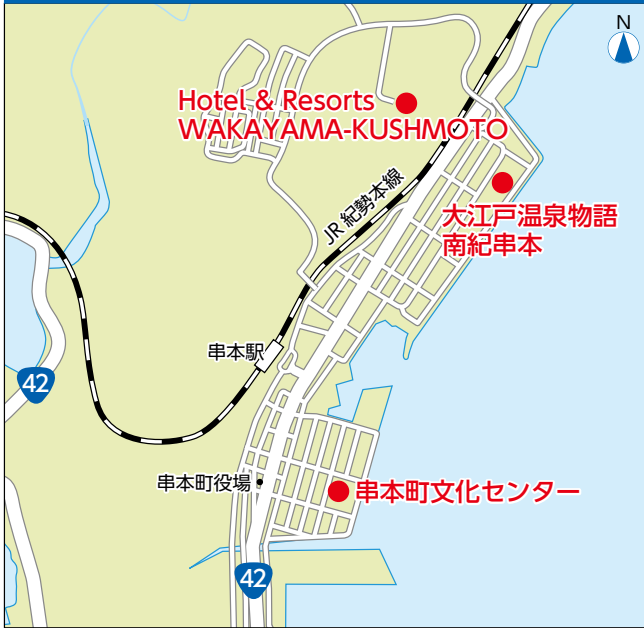 N
Hotel & Resorts
WAKAYAMA-KUSHMOTO
JR 紀勢本線
大江戸温泉物語
南紀串本
串本駅
42
串本町役場
串本町文化センター
42